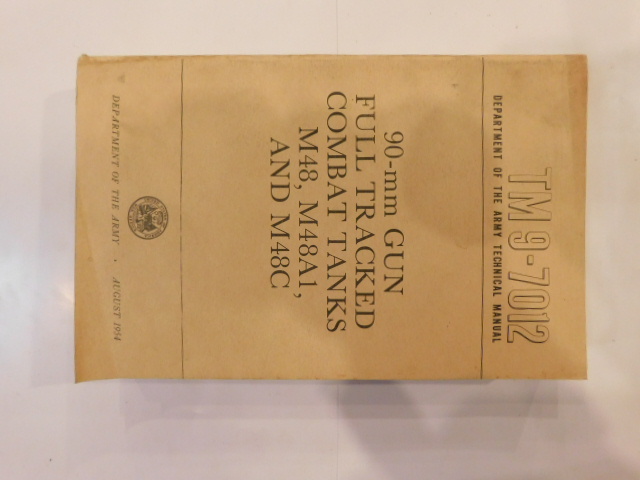 TM 9-7012
DEPARTMENT OF THE ARMY TECHNICAL MANUAL
90-mm GUN
FULL TRACKED
COMBAT TANKS
M48, M48A1,
AND M48C
DEPARTMENT OF THE ARMY • AUGUST 1954